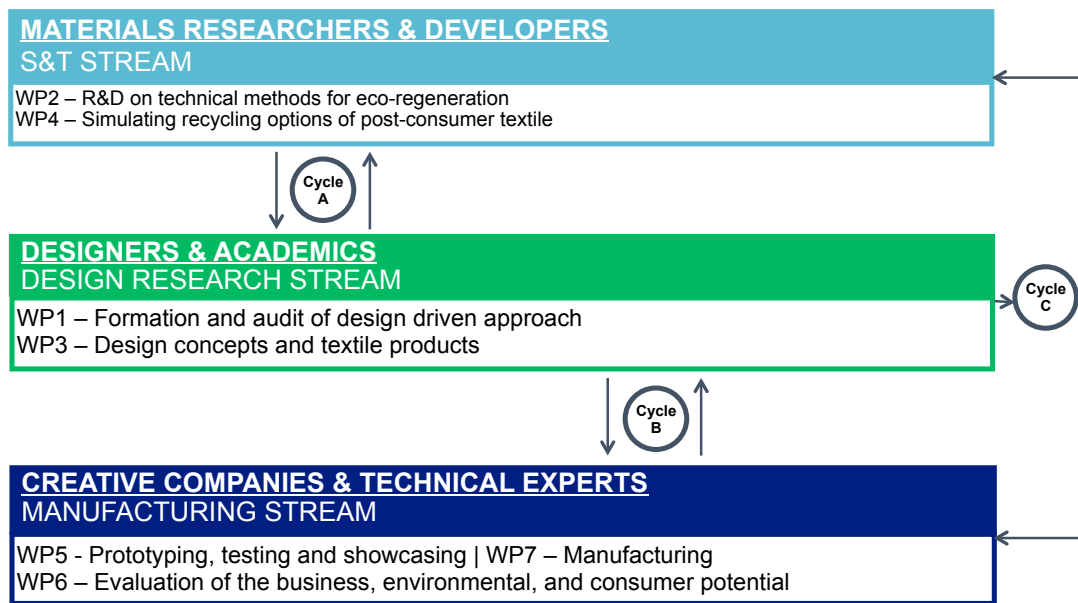 MATERIALS RESEARCHERS & DEVELOPERS
S&T STREAM
WP2 – R&D on technical methods for eco-regeneration
WP4 – Simulating recycling options of post-consumer textile
Cycle
A
DESIGNERS & ACADEMICS
DESIGN RESEARCH STREAM
WP1 – Formation and audit of design driven approach
WP3 – Design concepts and textile products
Cycle
C
Cycle
B
CREATIVE COMPANIES & TECHNICAL EXPERTS
MANUFACTURING STREAM
WP5 - Prototyping, testing and showcasing | WP7 – Manufacturing
WP6 – Evaluation of the business, environmental, and consumer potential